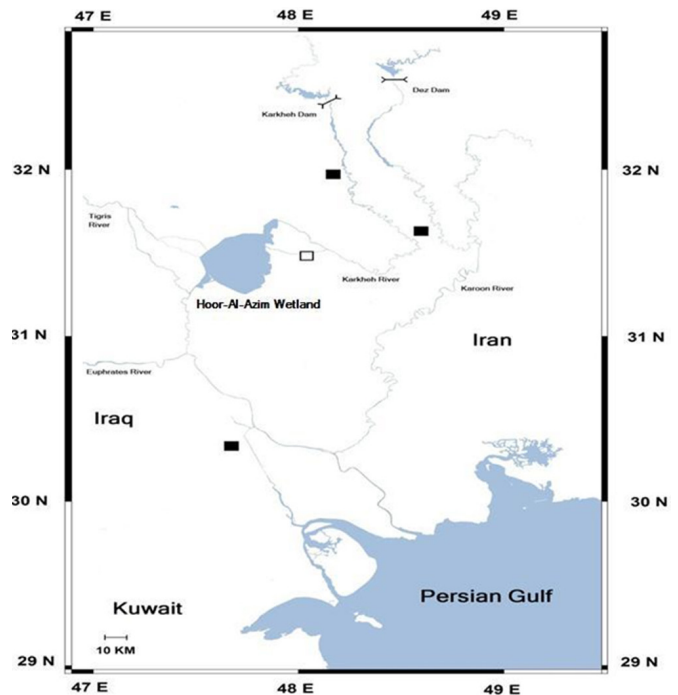 47 E
48 E
49 E
Dez Dam
Karkheh Dam
32 N
32 N
Tigris
River
Karkheh River
Karoon River
Hoor-Al-Azim Wetland
31 N
31 N
Iran
Euphrates River
Iraq
30 N
30 N
Persian Gulf
Kuwait
10 KM
29 N
29 N
47 E
48 E
49 E